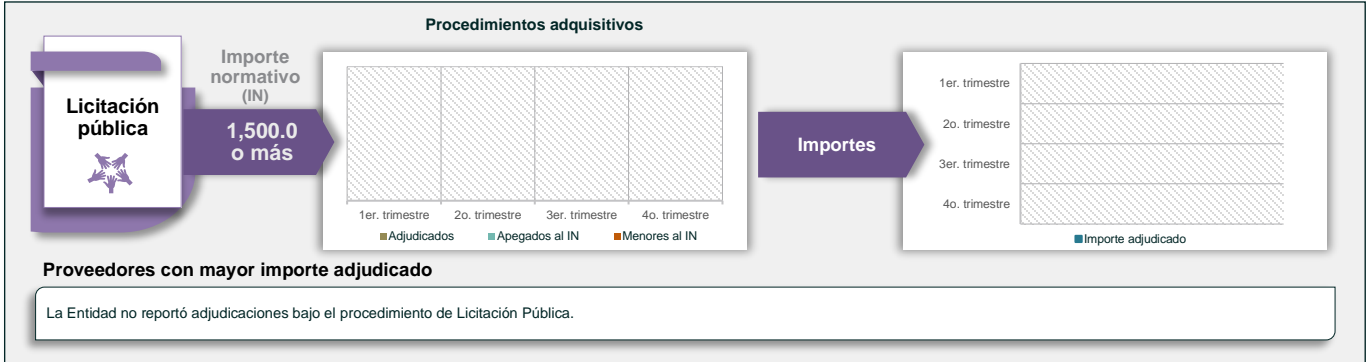 Procedimientos adquisitivos
Licitación
pública
Importe
normativo
(IN)
1,500.0
o más
1er. trimestre 2o. trimestre 3er. trimestre 4o. trimestre
Adjudicados Apegados al IN Menores al IN
Importes
1er. trimestre
2o. trimestre
3er. trimestre
4o. trimestre
Importe adjudicado
Proveedores con mayor importe adjudicado
La Entidad no reportó adjudicaciones bajo el procedimiento de Licitación Pública.